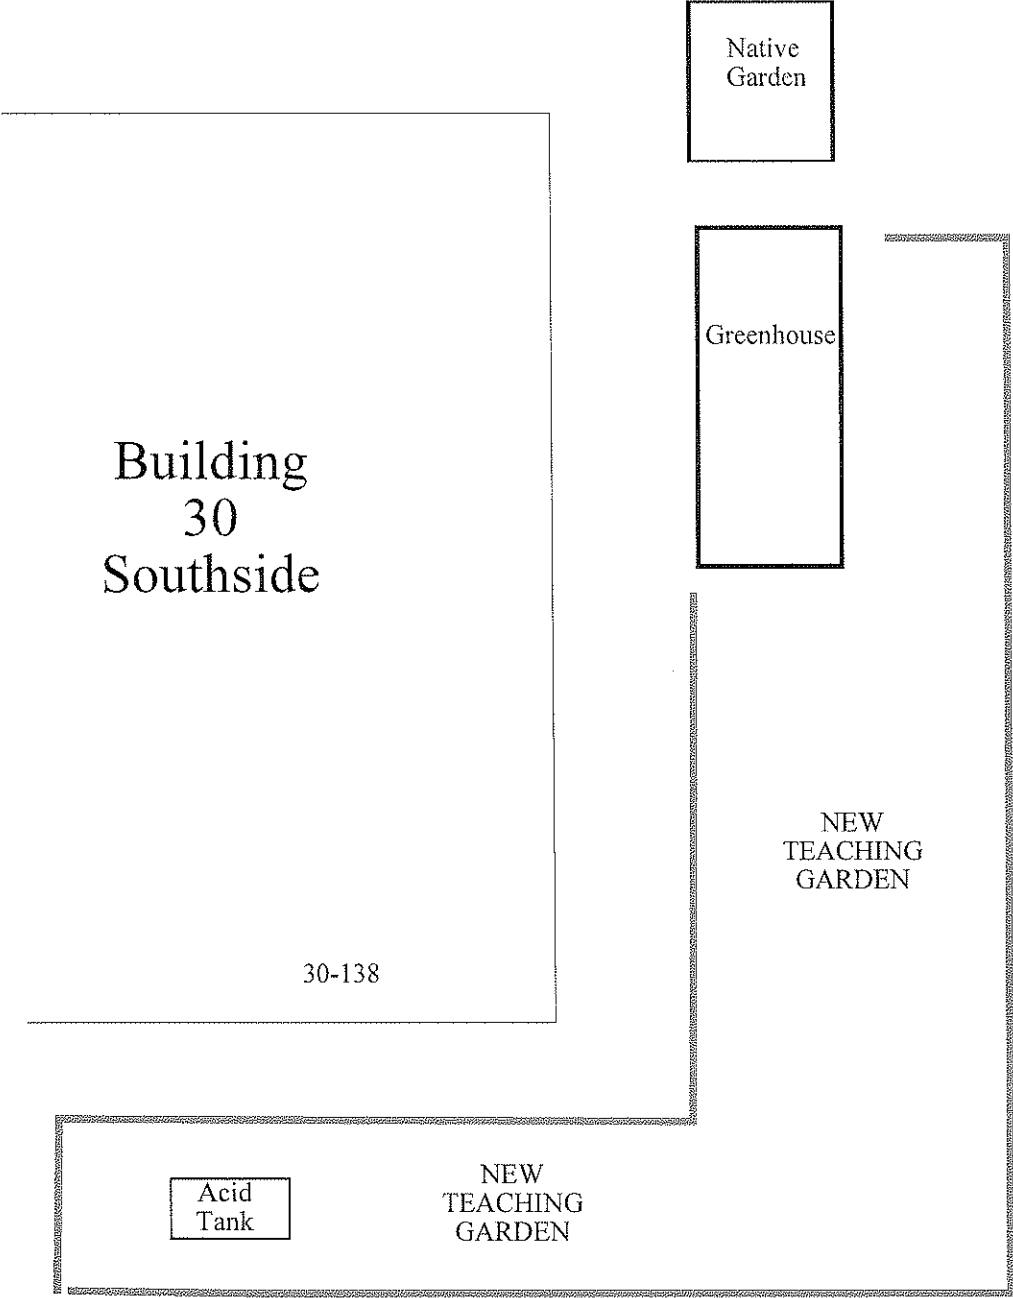 Native
Garden
Greenhouse
Building
30
Southside
NEW
TEACHING
GARDEN
30-138
NEW
TEACHING
GARDEN
Acid
Tank